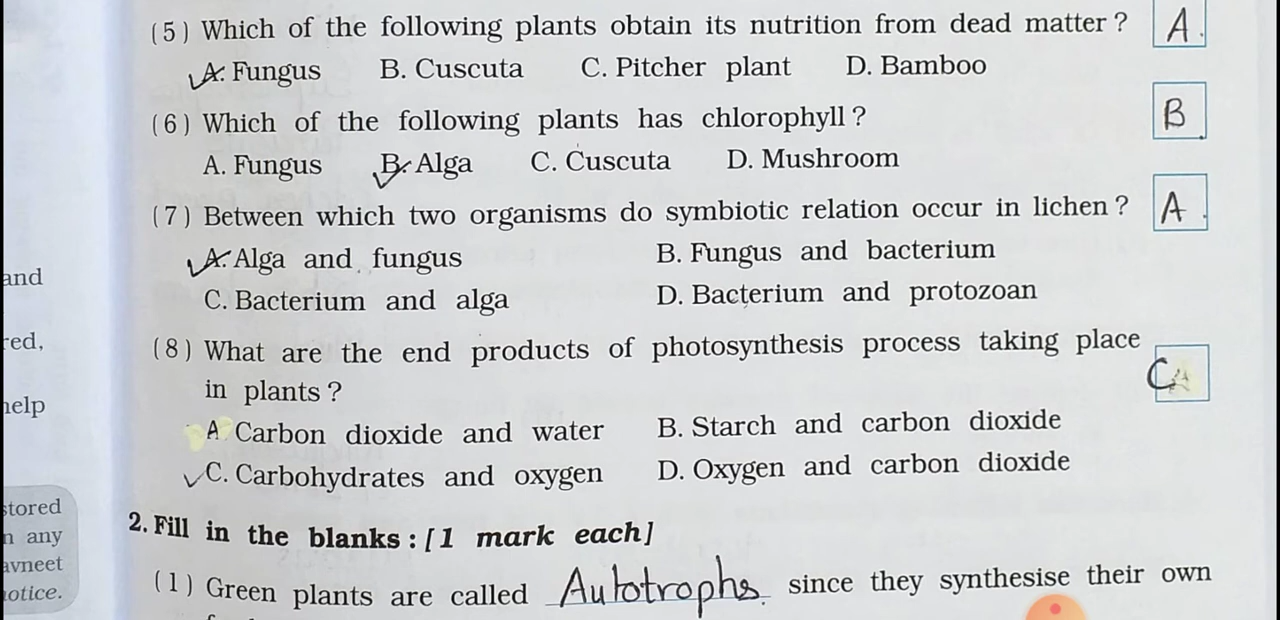 (5) Which of the following plants obtain its nutrition from dead matter? A
A. Fungus B. Cuscuta C. Pitcher plant D. Bamboo
(6) Which of the following plants has chlorophyll? B
A. Fungus B. Alga C. Cuscuta D. Mushroom
(7) Between which two organisms do symbiotic relation occur in lichen? A
A. Alga and fungus B. Fungus and bacterium
and
C. Bacterium and alga D. Bacterium and protozoan
red,
(8) What are the end products of photosynthesis process taking place
in plants? C
help
A Carbon dioxide and water B. Starch and carbon dioxide
C. Carbohydrates and oxygen D. Oxygen and carbon dioxide
stored
n any
avneet
otice.
2. Fill in the blanks : [1 mark each]
(1) Green plants are called Autotrophs. since they synthesise their own